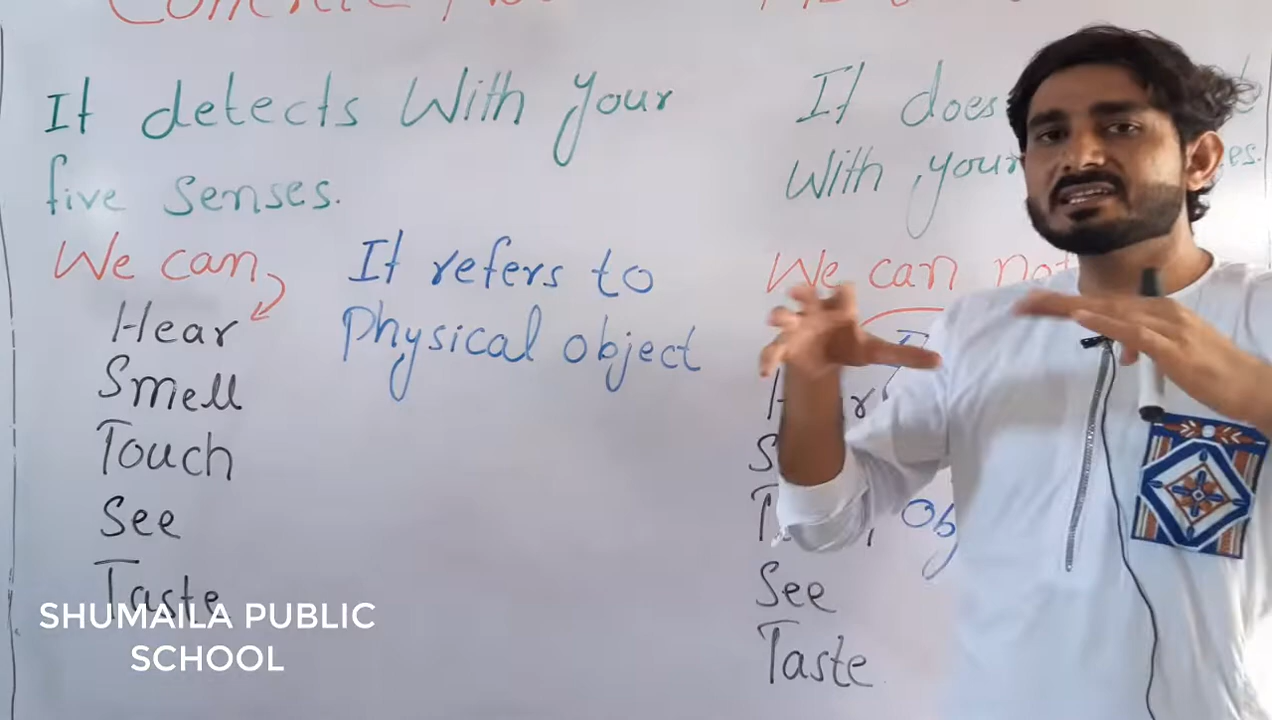 It detects With your
five Senses.
We can
It refers to
Physical object
Hear
Smell
Touch
See
Taste
It does
With your
We can not
See
Taste
SHUMAILA PUBLIC
SCHOOL